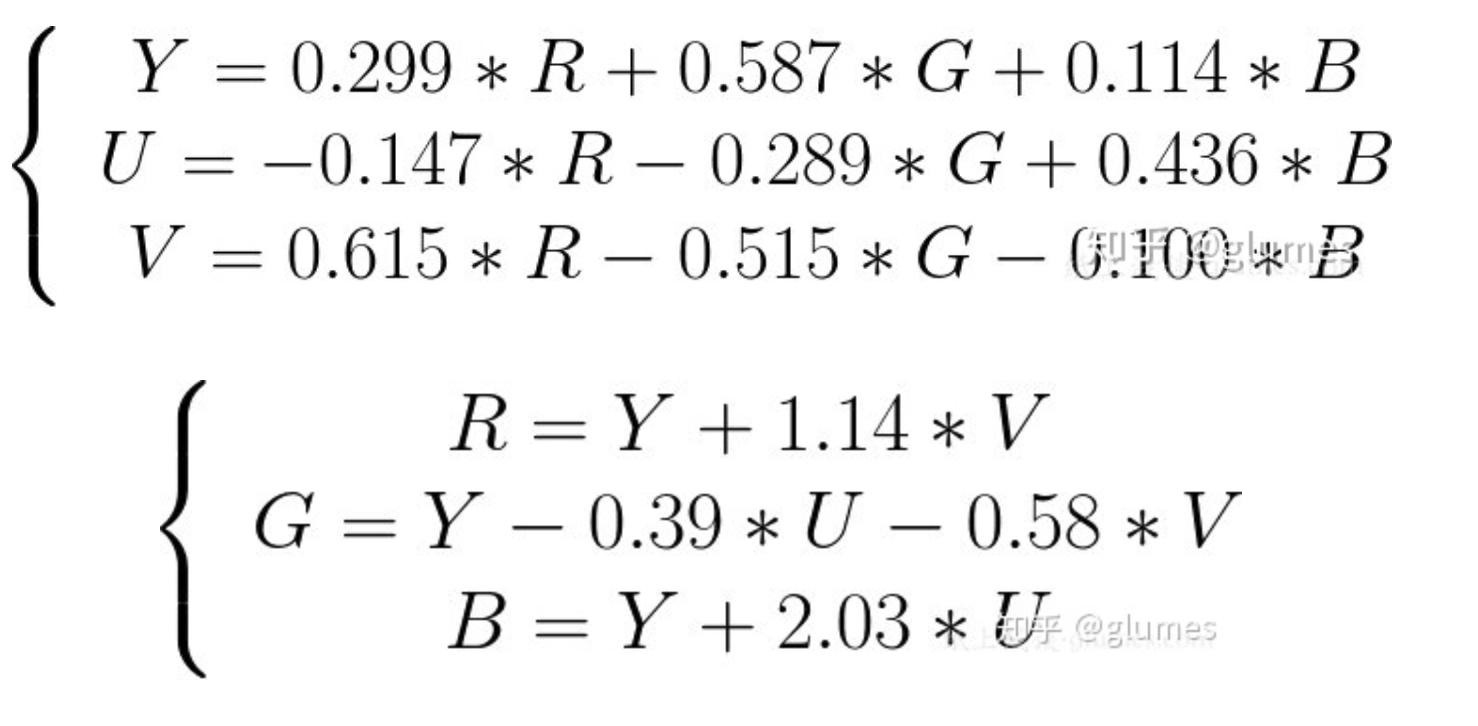 Y = 0.299 * R + 0.587 * G + 0.114 * B
U = −0.147 * R − 0.289 * G + 0.436 * B
V = 0.615 * R − 0.515 * G − 0.100 * B
知乎 @glumes
R = Y + 1.14 * V
G = Y − 0.39 * U − 0.58 * V
B = Y + 2.03 * U
知乎 @glumes